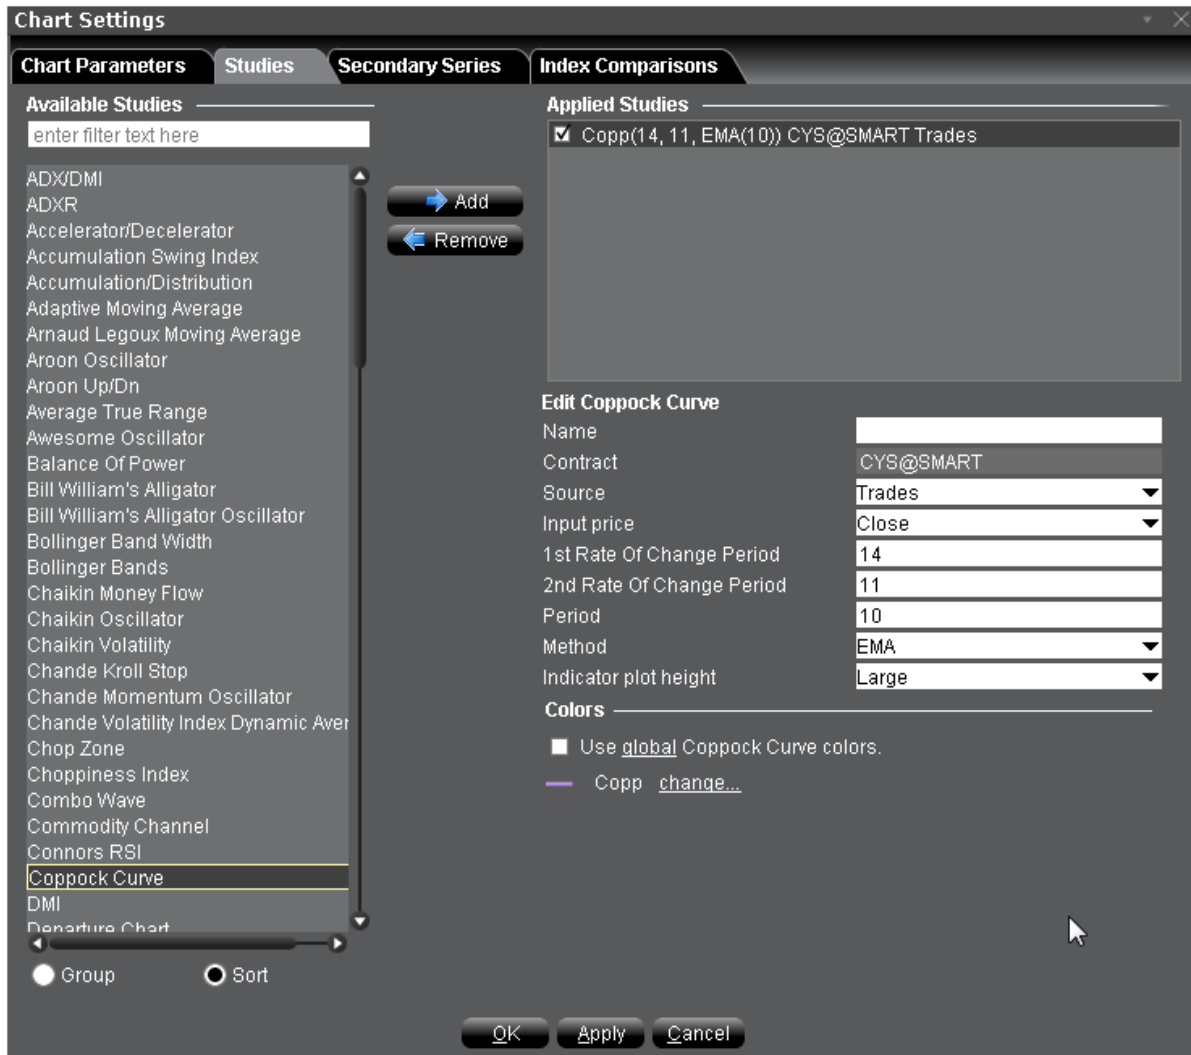 Chart Settings
Chart Parameters Studies Secondary Series Index Comparisons
Available Studies
enter filter text here
ADX/DMI
ADXR
Accelerator/Decelerator
Accumulation Swing Index
Accumulation/Distribution
Adaptive Moving Average
Arnaud Legoux Moving Average
Aroon Oscillator
Aroon Up/Dn
Average True Range
Awesome Oscillator
Balance Of Power
Bill William's Alligator
Bill William's Alligator Oscillator
Bollinger Band Width
Bollinger Bands
Chaikin Money Flow
Chaikin Oscillator
Chaikin Volatility
Chande Kroll Stop
Chande Momentum Oscillator
Chande Volatility Index Dynamic Aver
Chop Zone
Choppiness Index
Combo Wave
Commodity Channel
Connors RSI
Coppock Curve
DMI
Departure Chart
Group Sort
Add
Remove
Applied Studies
Copp(14, 11, EMA(10)) CYS@SMART Trades
Edit Coppock Curve
Name
Contract CYS@SMART
Source Trades
Input price Close
1st Rate Of Change Period 14
2nd Rate Of Change Period 11
Period 10
Method EMA
Indicator plot height Large
Colors
Use global Coppock Curve colors.
Copp change...
OK Apply Cancel